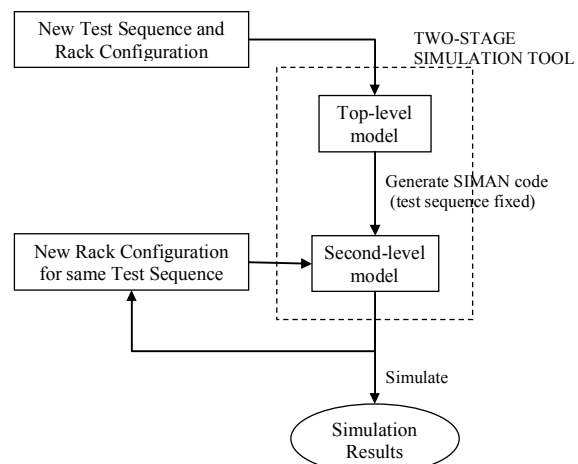 New Test Sequence and
Rack Configuration
TWO-STAGE
SIMULATION TOOL
Top-level
model
Generate SIMAN code
(test sequence fixed)
New Rack Configuration
for same Test Sequence
Second-level
model
Simulate
Simulation
Results